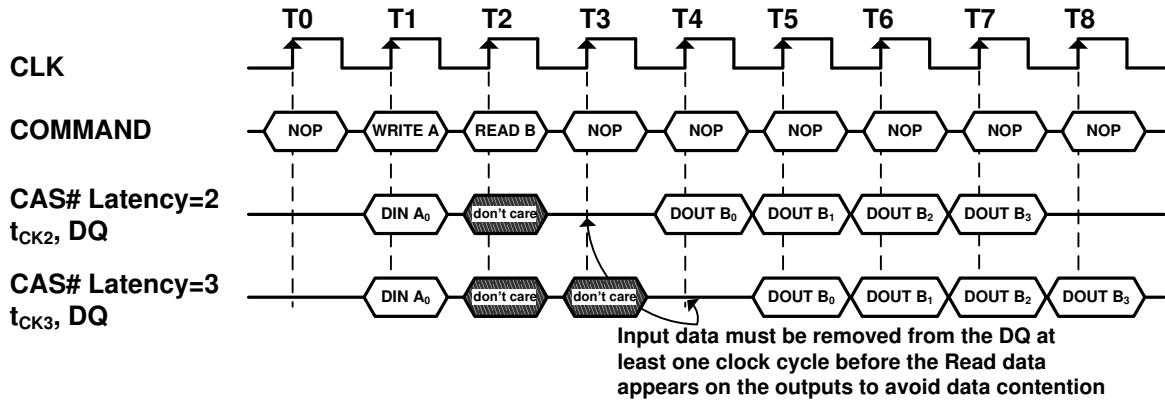 T0 T1 T2 T3 T4 T5 T6 T7 T8
CLK
COMMAND NOP WRITE A READ B NOP NOP NOP NOP NOP NOP
CAS# Latency=2
tCK2, DQ DIN A0 don't care DOUT B0 DOUT B1 DOUT B2 DOUT B3
CAS# Latency=3
tCK3, DQ DIN A0 don't care don't care DOUT B0 DOUT B1 DOUT B2 DOUT B3
Input data must be removed from the DQ at
least one clock cycle before the Read data
appears on the outputs to avoid data contention